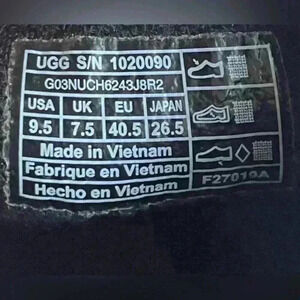 UGG S/N 1020090
G03NUCH6243J8R2
USA UK EU JAPAN
9.5 7.5 40.5 26.5
Made in Vietnam
Fabrique en Vietnam
Hecho en Vietnam
F27019A